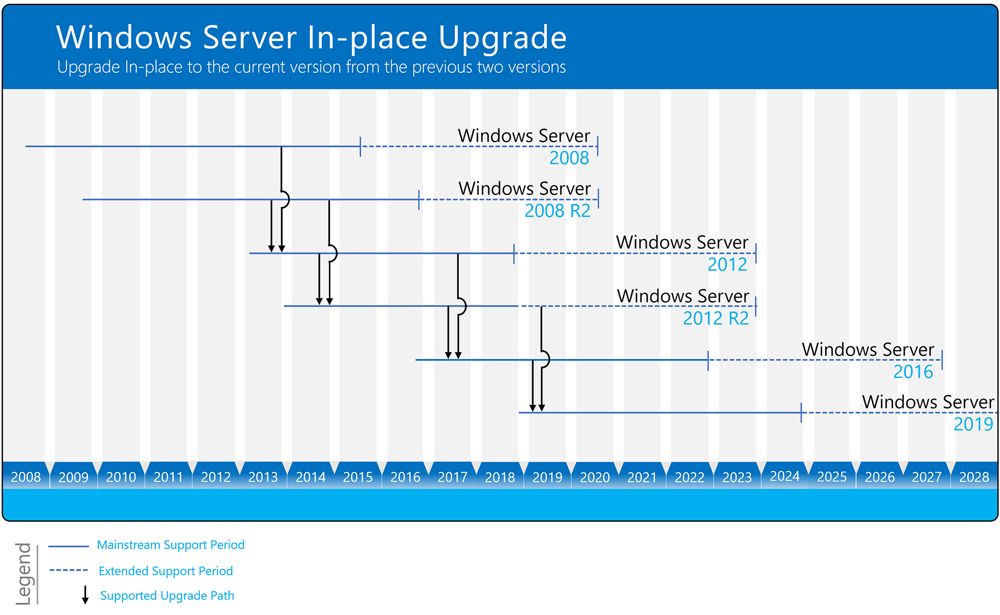 Windows Server In-place Upgrade
Upgrade In-place to the current version from the previous two versions
Windows Server
2008
Windows Server
2008 R2
Windows Server
2012
Windows Server
2012 R2
Windows Server
2016
Windows Server
2019
2008 2009 2010 2011 2012 2013 2014 2015 2016 2017 2018 2019 2020 2021 2022 2023 2024 2025 2026 2027 2028
Legend
Mainstream Support Period
Extended Support Period
Supported Upgrade Path